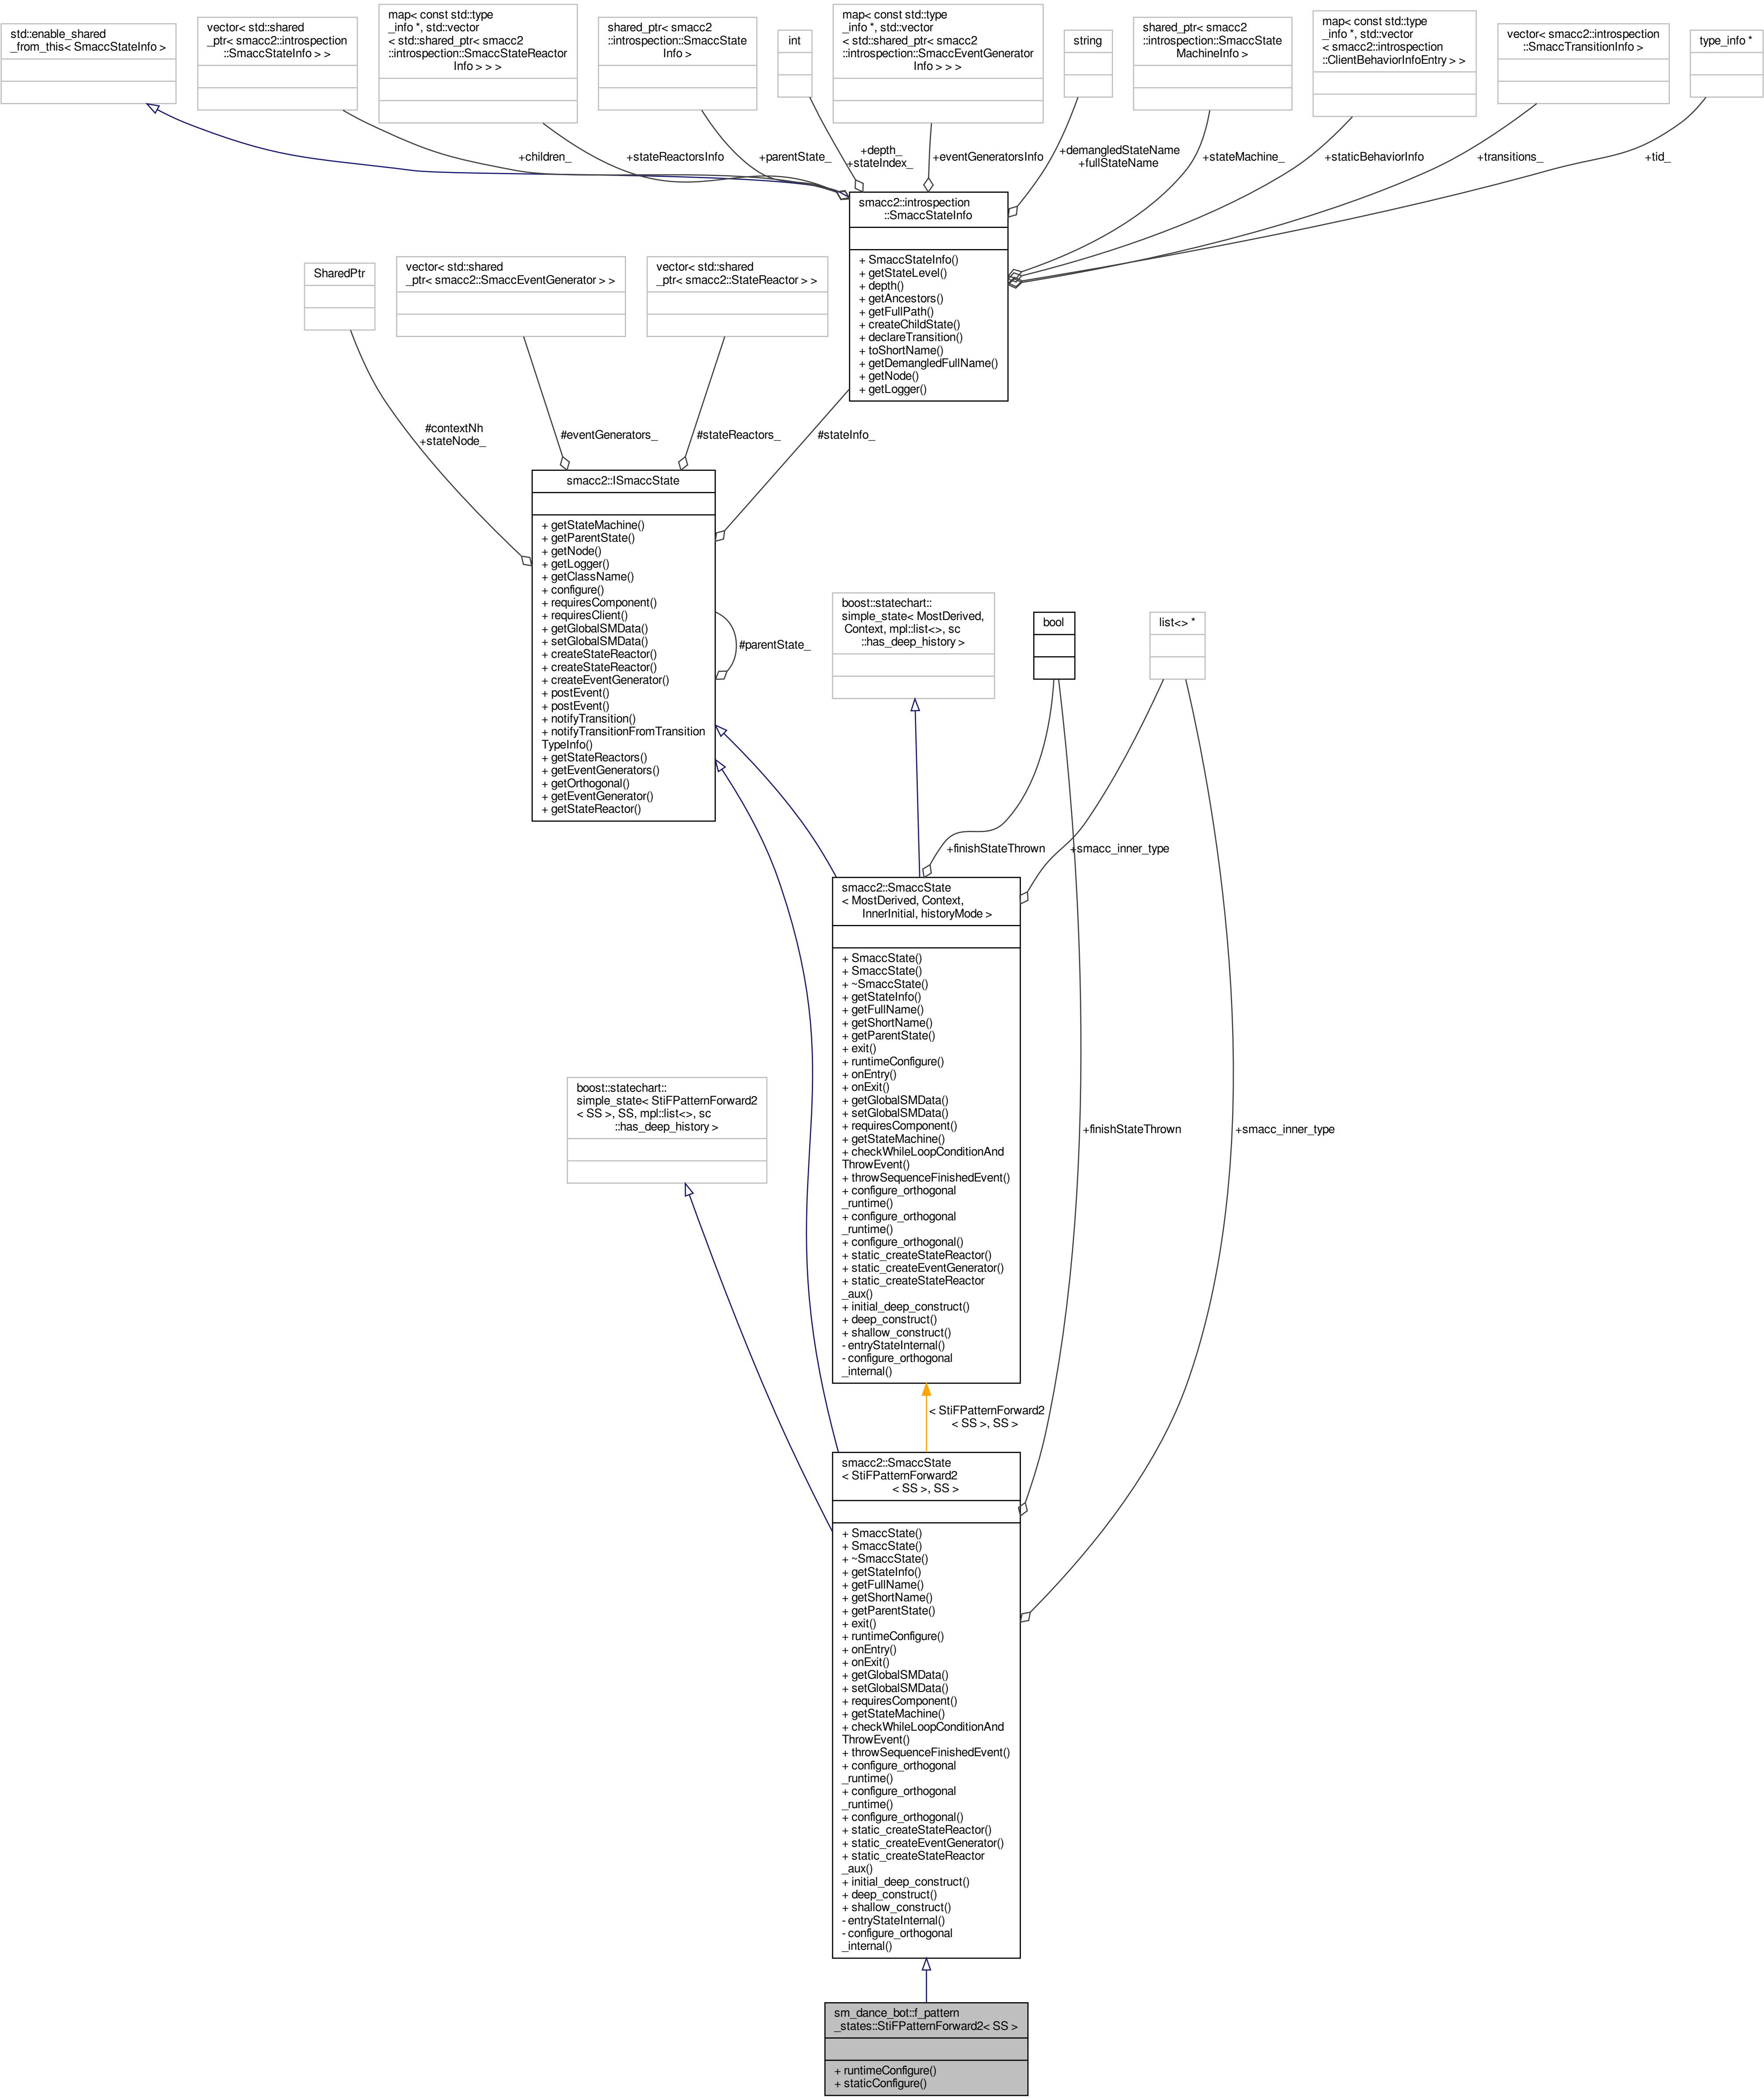 std::enable_shared
_from_this< SmaccStateInfo >
vector< std::shared
_ptr< smacc2::introspection
::SmaccStateInfo > >
map< const std::type
_info *, std::vector
< std::shared_ptr< smacc2
::introspection::SmaccStateReactor
Info > > >
shared_ptr< smacc2
::introspection::SmaccState
Info >
int
map< const std::type
_info *, std::vector
< std::shared_ptr< smacc2
::introspection::SmaccEventGenerator
Info > > >
string
shared_ptr< smacc2
::introspection::SmaccState
MachineInfo >
map< const std::type
_info *, std::vector
< smacc2::introspection
::ClientBehaviorInfoEntry > >
vector< smacc2::introspection
::SmaccTransitionInfo >
type_info *
+children_
+stateReactorsInfo
+parentState_
+depth_
+stateIndex_
+eventGeneratorsInfo
+demangledStateName
+fullStateName
+stateMachine_
+staticBehaviorInfo
+transitions_
+tid_
smacc2::introspection
::SmaccStateInfo
+ SmaccStateInfo()
+ getStateLevel()
+ depth()
+ getAncestors()
+ getFullPath()
+ createChildState()
+ declareTransition()
+ toShortName()
+ getDemangledFullName()
+ getNode()
+ getLogger()
SharedPtr
vector< std::shared
_ptr< smacc2::SmaccEventGenerator > >
vector< std::shared
_ptr< smacc2::StateReactor > >
#contextNh
+stateNode_
#eventGenerators_
#stateReactors_
#stateInfo_
smacc2::ISmaccState
+ getStateMachine()
+ getParentState()
+ getNode()
+ getLogger()
+ getClassName()
+ configure()
+ requiresComponent()
+ requiresClient()
+ getGlobalSMData()
+ setGlobalSMData()
+ createStateReactor()
+ createStateReactor()
+ createEventGenerator()
+ postEvent()
+ postEvent()
+ notifyTransition()
+ notifyTransitionFromTransition
TypeInfo()
+ getStateReactors()
+ getEventGenerators()
+ getOrthogonal()
+ getEventGenerator()
+ getStateReactor()
#parentState_
boost::statechart::
simple_state< MostDerived,
Context, mpl::list<>, sc
::has_deep_history >
bool
list<> *
+finishStateThrown
+smacc_inner_type
smacc2::SmaccState
< MostDerived, Context,
InnerInitial, historyMode >
+ SmaccState()
+ SmaccState()
+ ~SmaccState()
+ getStateInfo()
+ getFullName()
+ getShortName()
+ getParentState()
+ exit()
+ runtimeConfigure()
+ onEntry()
+ onExit()
+ getGlobalSMData()
+ setGlobalSMData()
+ requiresComponent()
+ getStateMachine()
+ checkWhileLoopConditionAnd
ThrowEvent()
+ throwSequenceFinishedEvent()
+ configure_orthogonal
_runtime()
+ configure_orthogonal
_runtime()
+ configure_orthogonal()
+ static_createStateReactor()
+ static_createEventGenerator()
+ static_createStateReactor
_aux()
+ initial_deep_construct()
+ deep_construct()
+ shallow_construct()
- entryStateInternal()
- configure_orthogonal
_internal()
boost::statechart::
simple_state< StiFPatternForward2
< SS >, SS, mpl::list<>, sc
::has_deep_history >
+finishStateThrown
+smacc_inner_type
< StiFPatternForward2
< SS >, SS >
smacc2::SmaccState
< StiFPatternForward2
< SS >, SS >
+ SmaccState()
+ SmaccState()
+ ~SmaccState()
+ getStateInfo()
+ getFullName()
+ getShortName()
+ getParentState()
+ exit()
+ runtimeConfigure()
+ onEntry()
+ onExit()
+ getGlobalSMData()
+ setGlobalSMData()
+ requiresComponent()
+ getStateMachine()
+ checkWhileLoopConditionAnd
ThrowEvent()
+ throwSequenceFinishedEvent()
+ configure_orthogonal
_runtime()
+ configure_orthogonal
_runtime()
+ configure_orthogonal()
+ static_createStateReactor()
+ static_createEventGenerator()
+ static_createStateReactor
_aux()
+ initial_deep_construct()
+ deep_construct()
+ shallow_construct()
- entryStateInternal()
- configure_orthogonal
_internal()
sm_dance_bot::f_pattern
_states::StiFPatternForward2< SS >
+ runtimeConfigure()
+ staticConfigure()